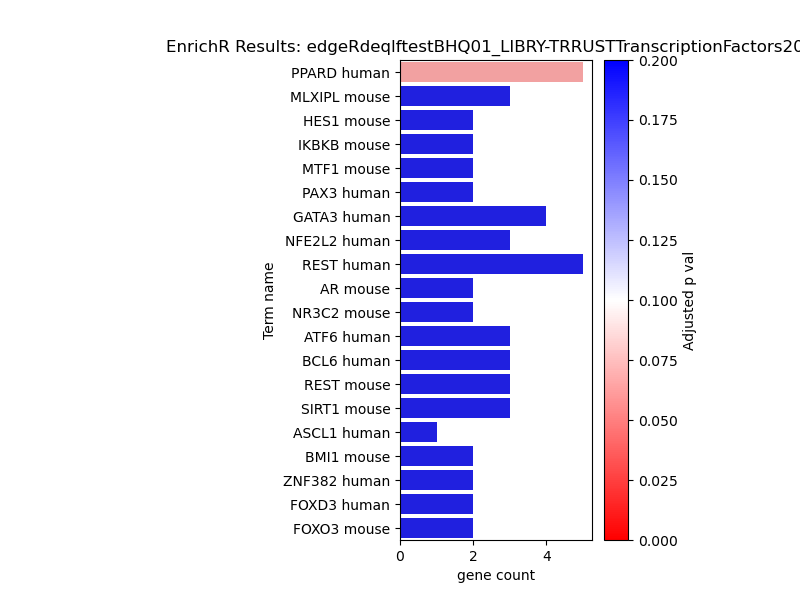 EnrichR Results: edgeRdeqlftestBHQ01_LIBRY-TRRUSTTranscriptionFactors20
PPARD human
MLXIPL mouse
HES1 mouse
IKBKB mouse
MTF1 mouse
PAX3 human
GATA3 human
NFE2L2 human
REST human
AR mouse
NR3C2 mouse
ATF6 human
BCL6 human
REST mouse
SIRT1 mouse
ASCL1 human
BMI1 mouse
ZNF382 human
FOXD3 human
FOXO3 mouse
Term name
0 2 4
gene count
0.200
0.175
0.150
0.125
0.100
0.075
0.050
0.025
0.000
Adjusted p val